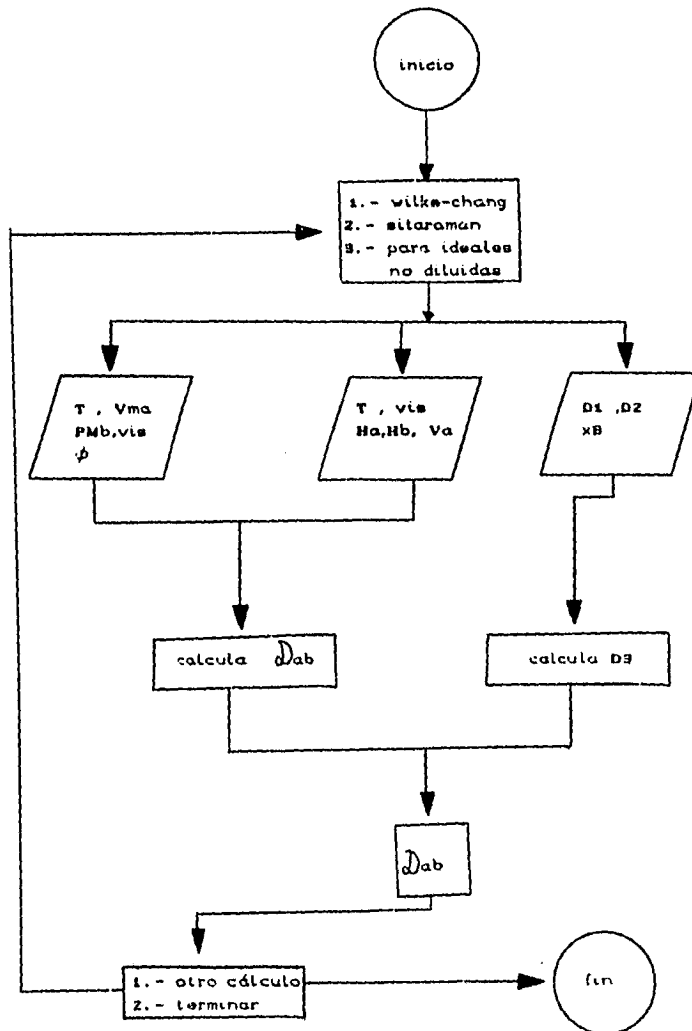 inicio
1.- wilke-chang
2.- sitaraman
3.- para ideales
no diluidas
T , Vma
PMb,vis
φ
T , vis
Ha,Hb, Va
D1 ,D2
xB
calcula Dab
calcula D3
Dab
1.- otro cálculo
2.- terminar
fin